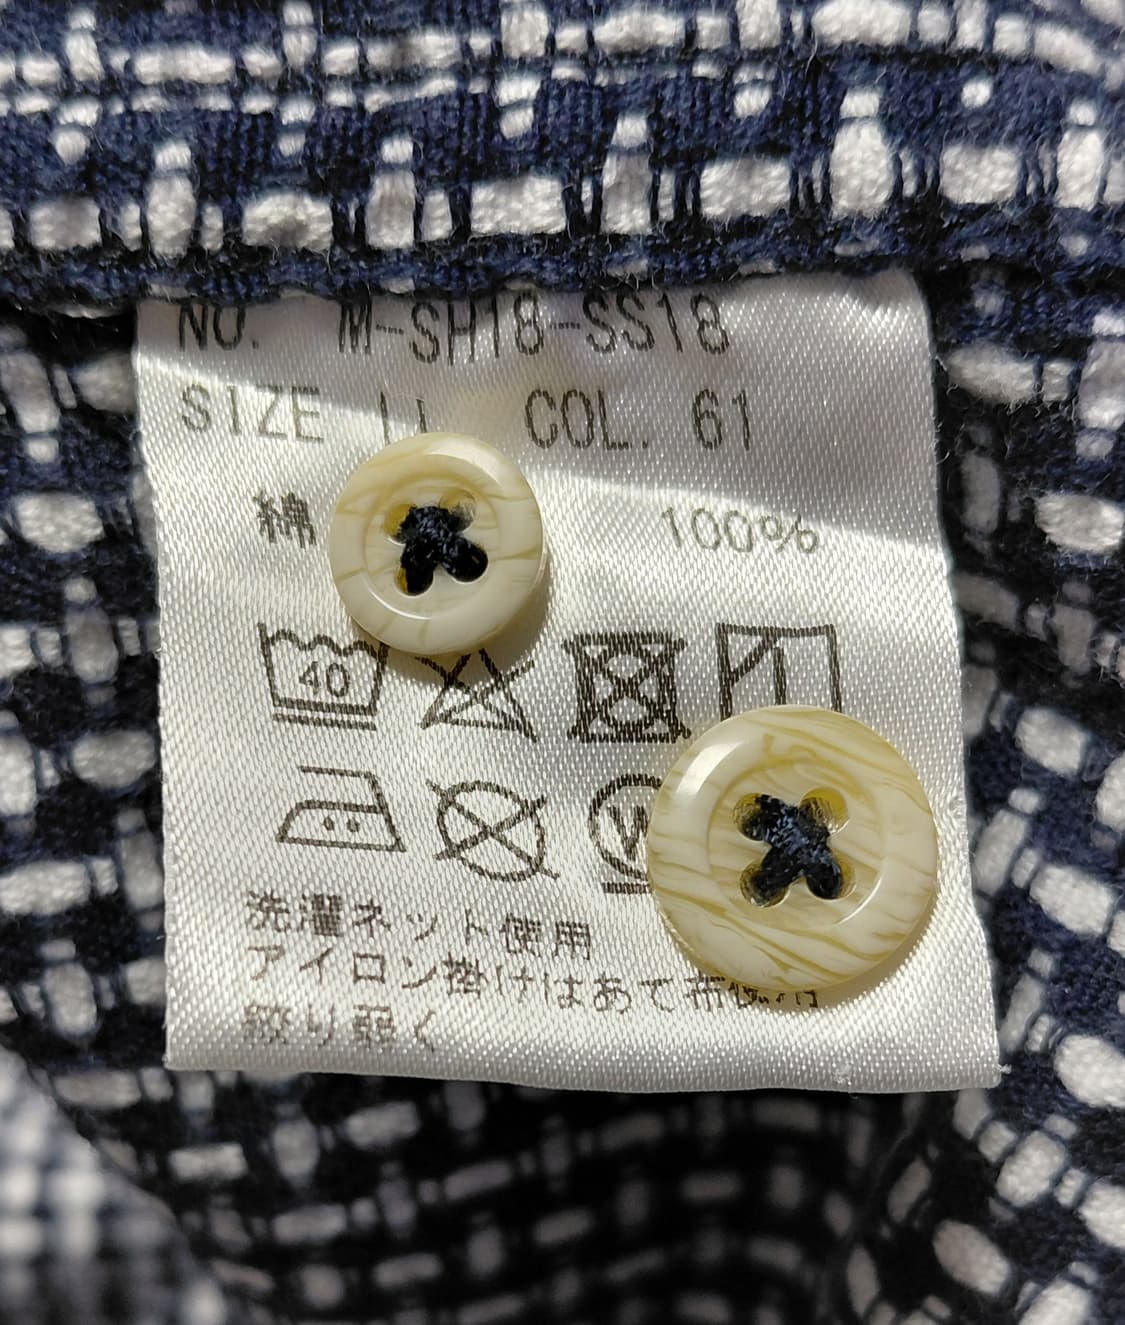 NO. M-SH18-SS18
SIZE COL. 61
綿 100%
40
W
洗濯ネット使用
アイロン掛けはあて布使用
絞り弱く